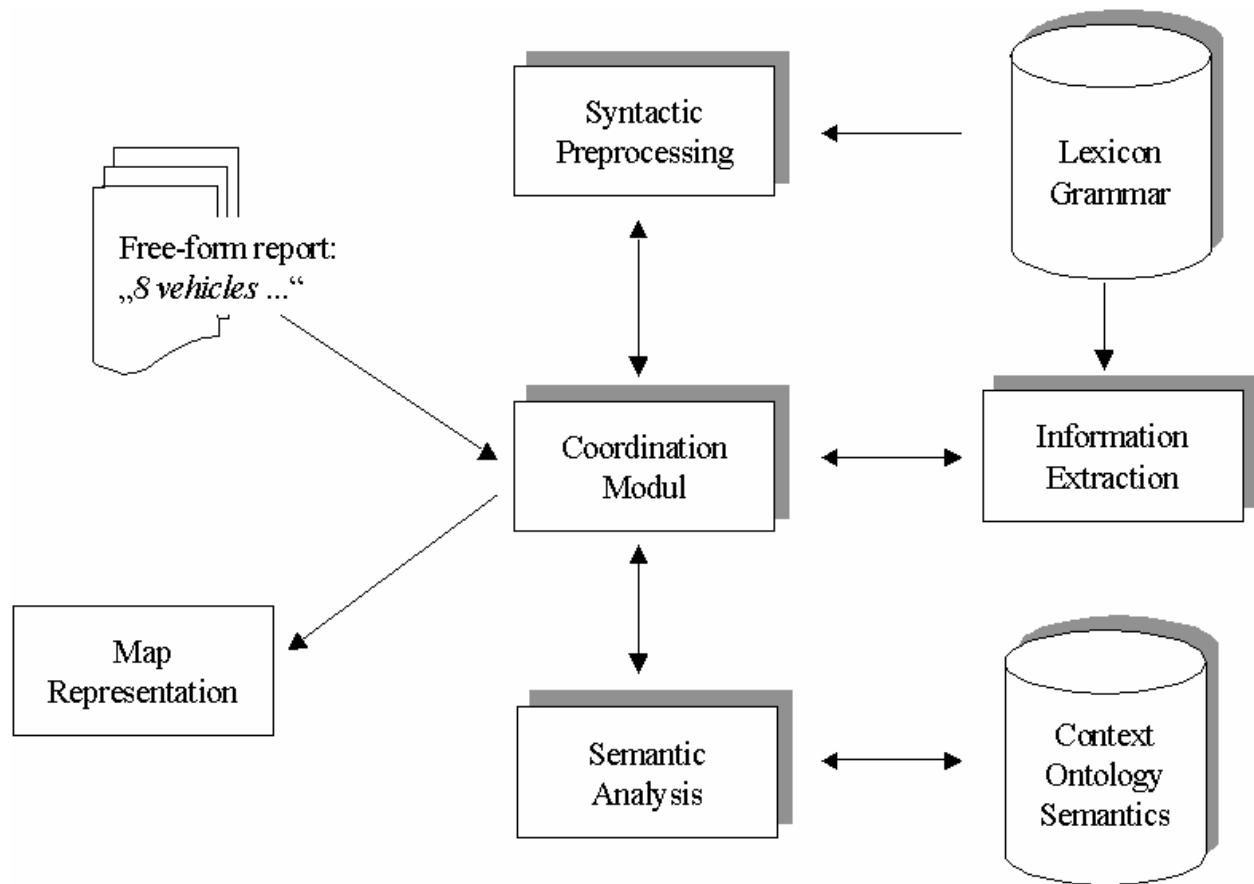 Syntactic
Preprocessing
Lexicon
Grammar
Free-form report:
„8 vehicles ...“
Coordination
Modul
Information
Extraction
Map
Representation
Semantic
Analysis
Context
Ontology
Semantics